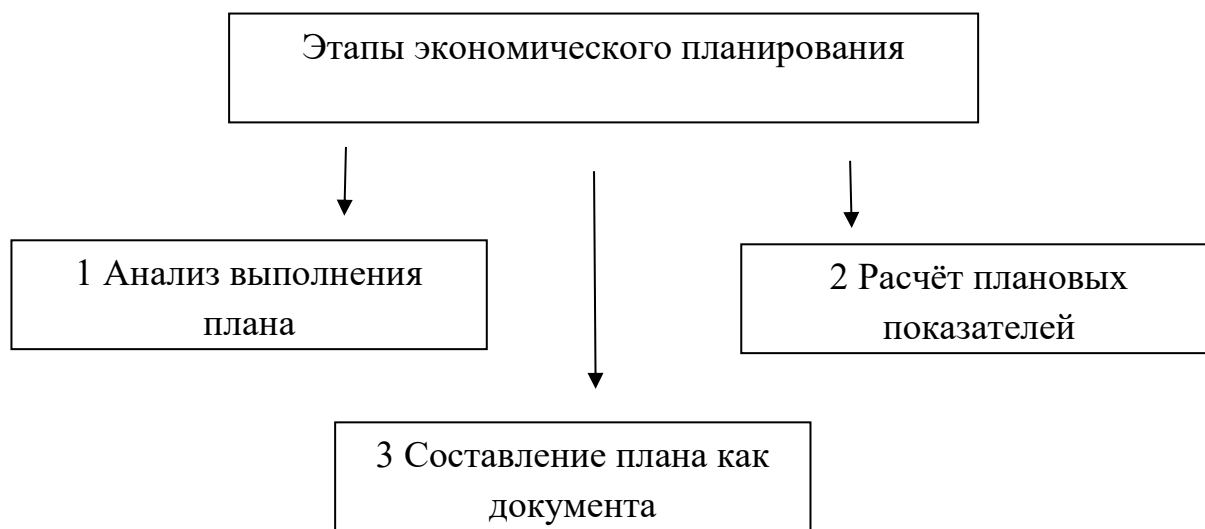 Этапы экономического планирования
1 Анализ выполнения
плана
2 Расчёт плановых
показателей
3 Составление плана как
документа